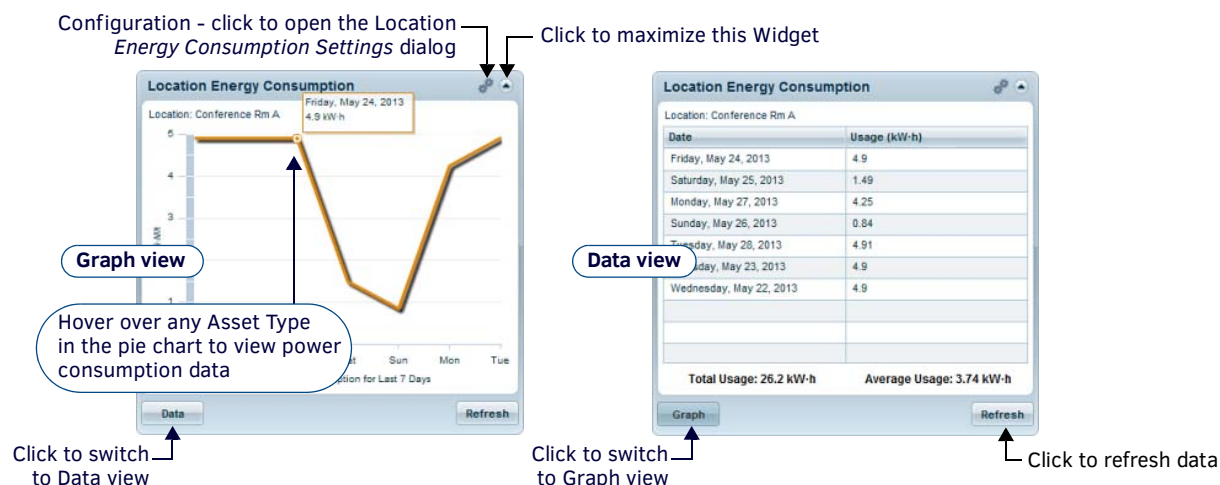 Configuration - click to open the Location
Energy Consumption Settings dialog
Click to maximize this Widget
Location Energy Consumption
Friday, May 24, 2013
4.9 kW·h
Location: Conference Rm A
5
4
3
1
Graph view
Hover over any Asset Type
in the pie chart to view power
consumption data
Sun Mon Tue
for Last 7 Days
Data Refresh
Click to switch
to Data view
Location Energy Consumption
Location: Conference Rm A
Date Usage (kW·h)
Friday, May 24, 2013 4.9
Saturday, May 25, 2013 1.49
Monday, May 27, 2013 4.25
Sunday, May 26, 2013 0.84
May 28, 2013 4.91
Data view
May 23, 2013 4.9
Wednesday, May 22, 2013 4.9
Total Usage: 26.2 kW·h Average Usage: 3.74 kW·h
Graph Refresh
Click to switch
to Graph view
Click to refresh data